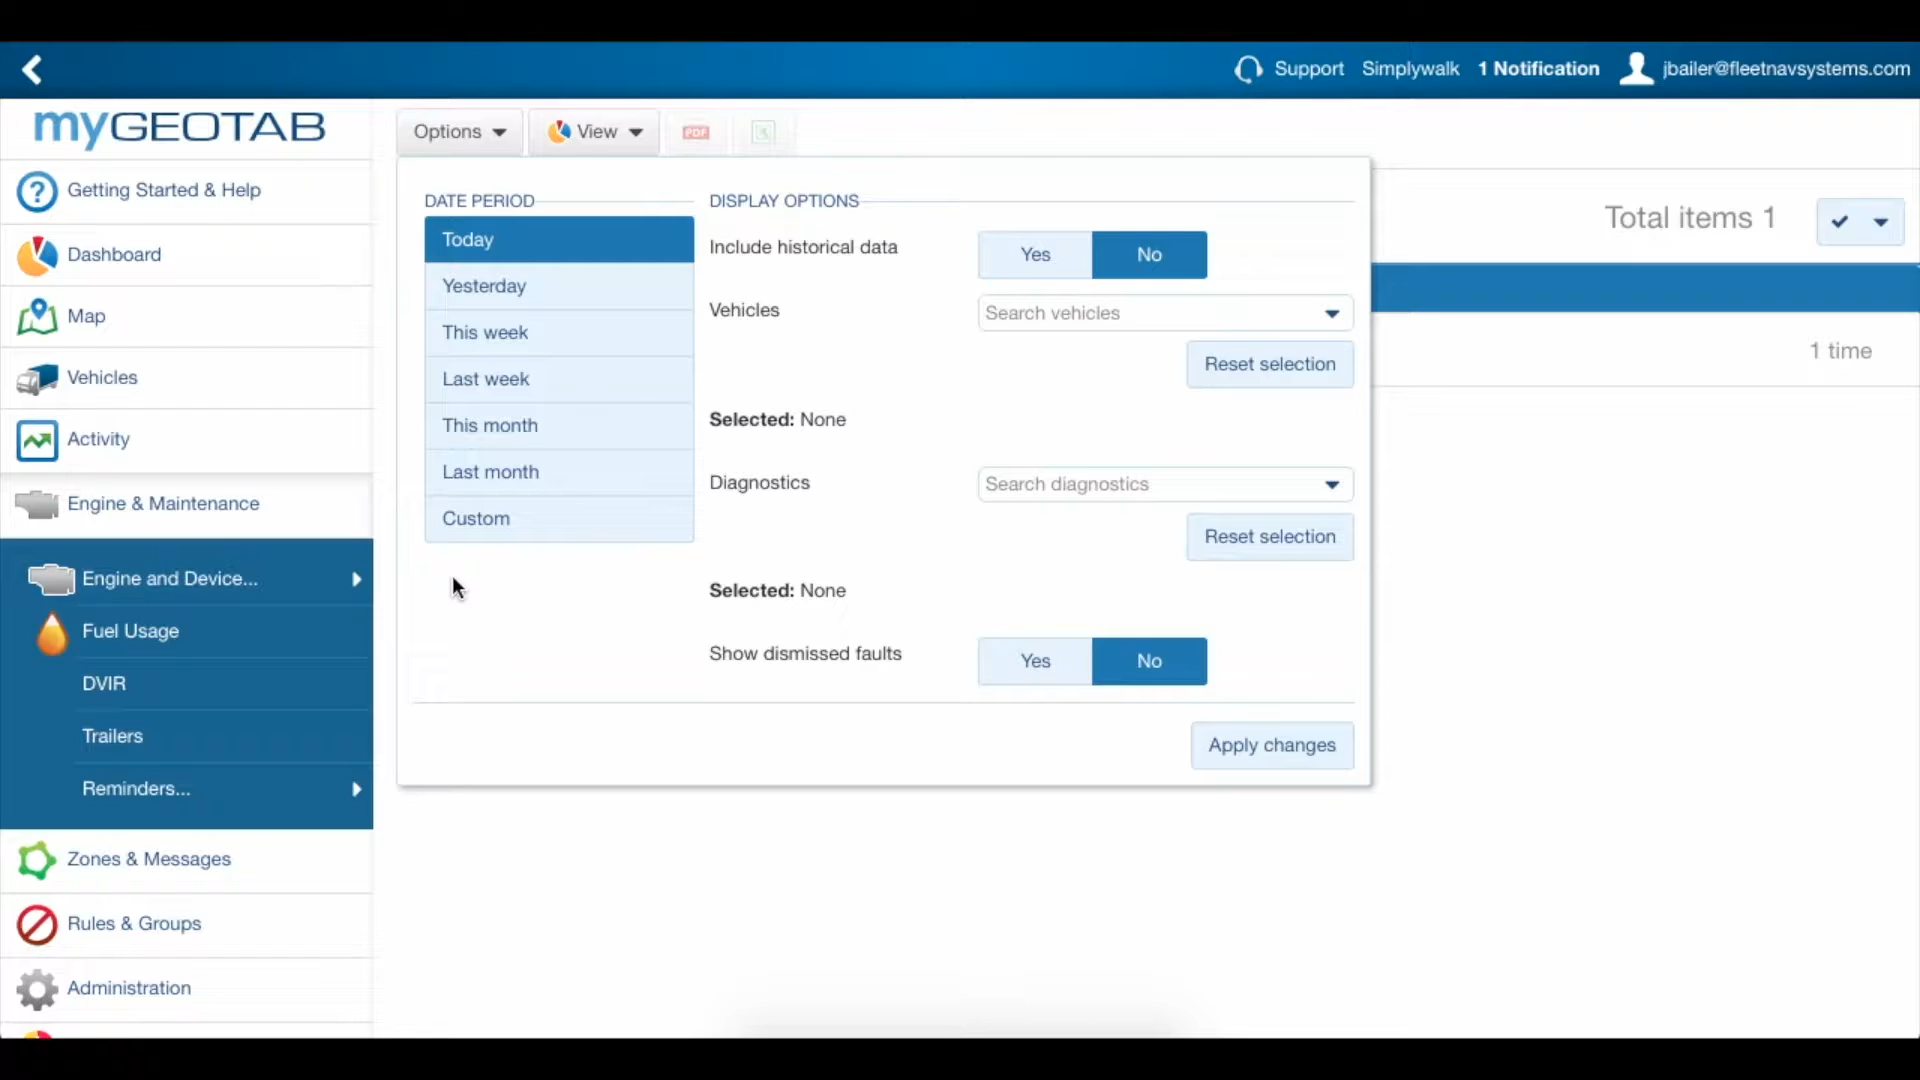 Support Simplywalk 1 Notification jbailer@fleetnavsystems.com
myGEOTAB
Options View PDF
Getting Started & Help
Dashboard
Map
Vehicles
Activity
Engine & Maintenance
Engine and Device...
Fuel Usage
DVIR
Trailers
Reminders...
Zones & Messages
Rules & Groups
Administration
DATE PERIOD
Today
Yesterday
This week
Last week
This month
Last month
Custom
DISPLAY OPTIONS
Include historical data Yes No
Vehicles Search vehicles
Reset selection
Selected: None
Diagnostics Search diagnostics
Reset selection
Selected: None
Show dismissed faults Yes No
Apply changes
Total items 1
1 time